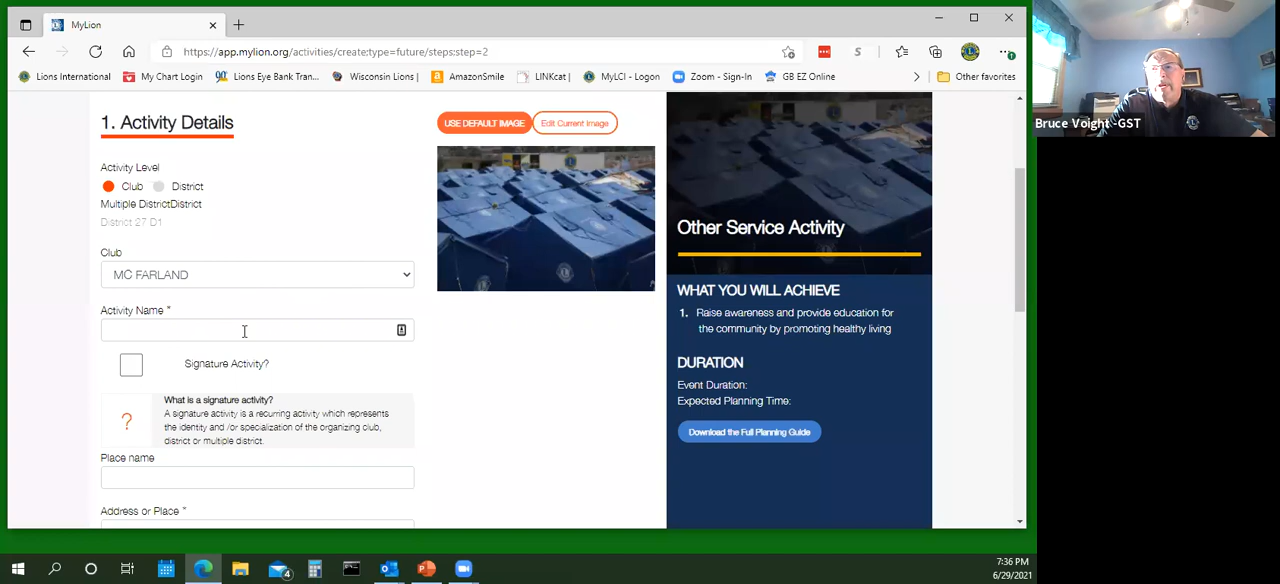 MyLion
https://app.mylion.org/activities/create;type=future/steps:step=2
Lions International
My Chart Login
Lions Eye Bank Tran...
Wisconsin Lions |
AmazonSmile
LINKcat |
MyLCI - Logon
Zoom - Sign-In
GB EZ Online
Other favorites
1. Activity Details
USE DEFAULT IMAGE
Edit Current Image
Activity Level
Club
District
Multiple DistrictDistrict
District 27 D1
Club
MC FARLAND
Activity Name *
Signature Activity?
?
What is a signature activity?
A signature activity is a recurring activity which represents
the identity and /or specialization of the organizing club,
district or multiple district.
Place name
Address or Place *
Other Service Activity
WHAT YOU WILL ACHIEVE
1. Raise awareness and provide education for
the community by promoting healthy living
DURATION
Event Duration:
Expected Planning Time:
Download the Full Planning Guide
Bruce Voight -GST
4
7:36 PM
6/29/2021